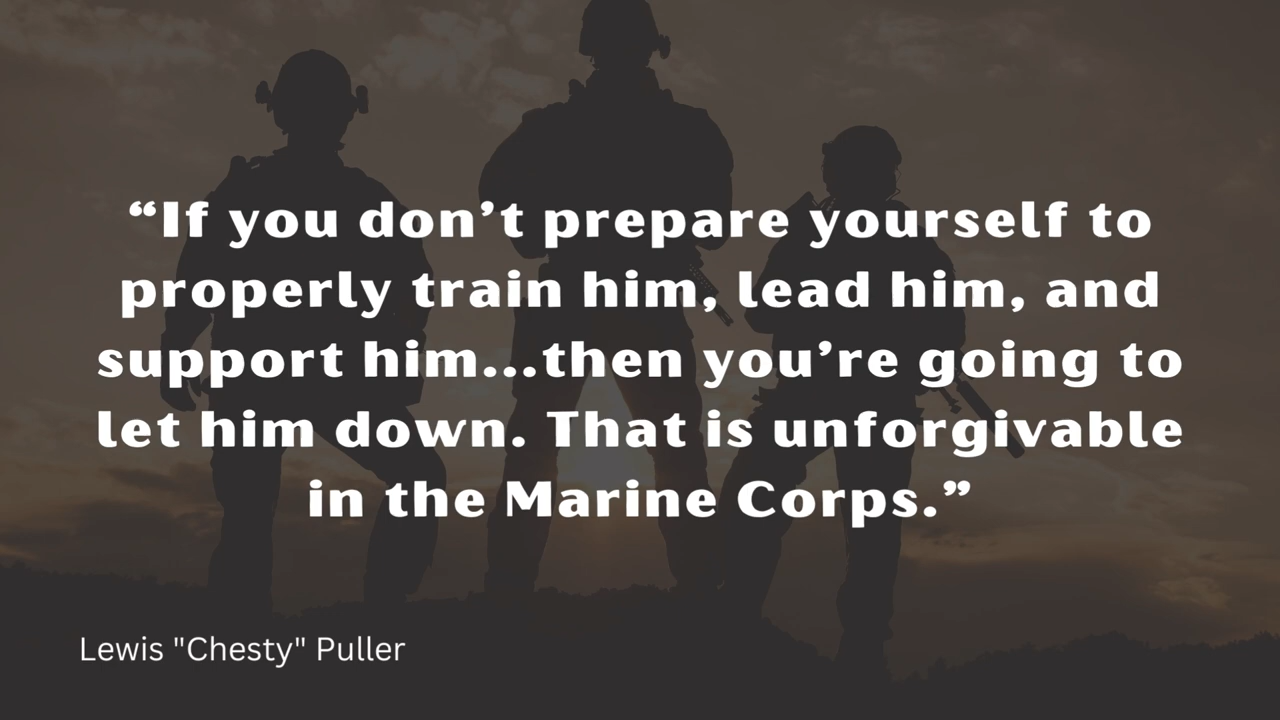 “If you don’t prepare yourself to
properly train him, lead him, and
support him...then you’re going to
let him down. That is unforgivable
in the Marine Corps.”
Lewis "Chesty" Puller